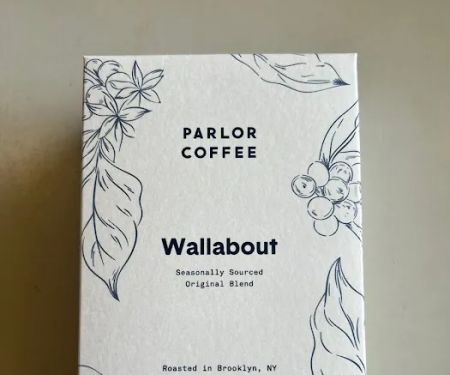 PARLOR
COFFEE
Wallabout
Seasonally Sourced
Original Blend
Roasted in Brooklyn, NY